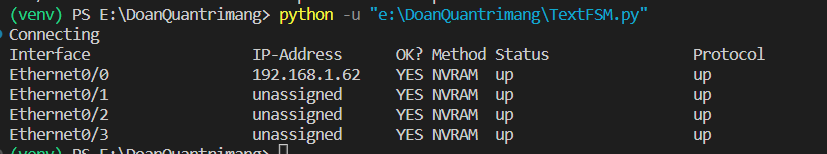 (venv) PS E:\DoanQuantrimang> python -u "e:\DoanQuantrimang\TextFSM.py"
Connecting
Interface                  IP-Address      OK? Method Status                Protocol
Ethernet0/0                192.168.1.62    YES NVRAM  up                    up
Ethernet0/1                unassigned      YES NVRAM  up                    up
Ethernet0/2                unassigned      YES NVRAM  up                    up
Ethernet0/3                unassigned      YES NVRAM  up                    up
(venv) PS E:\DoanQuantrimang>